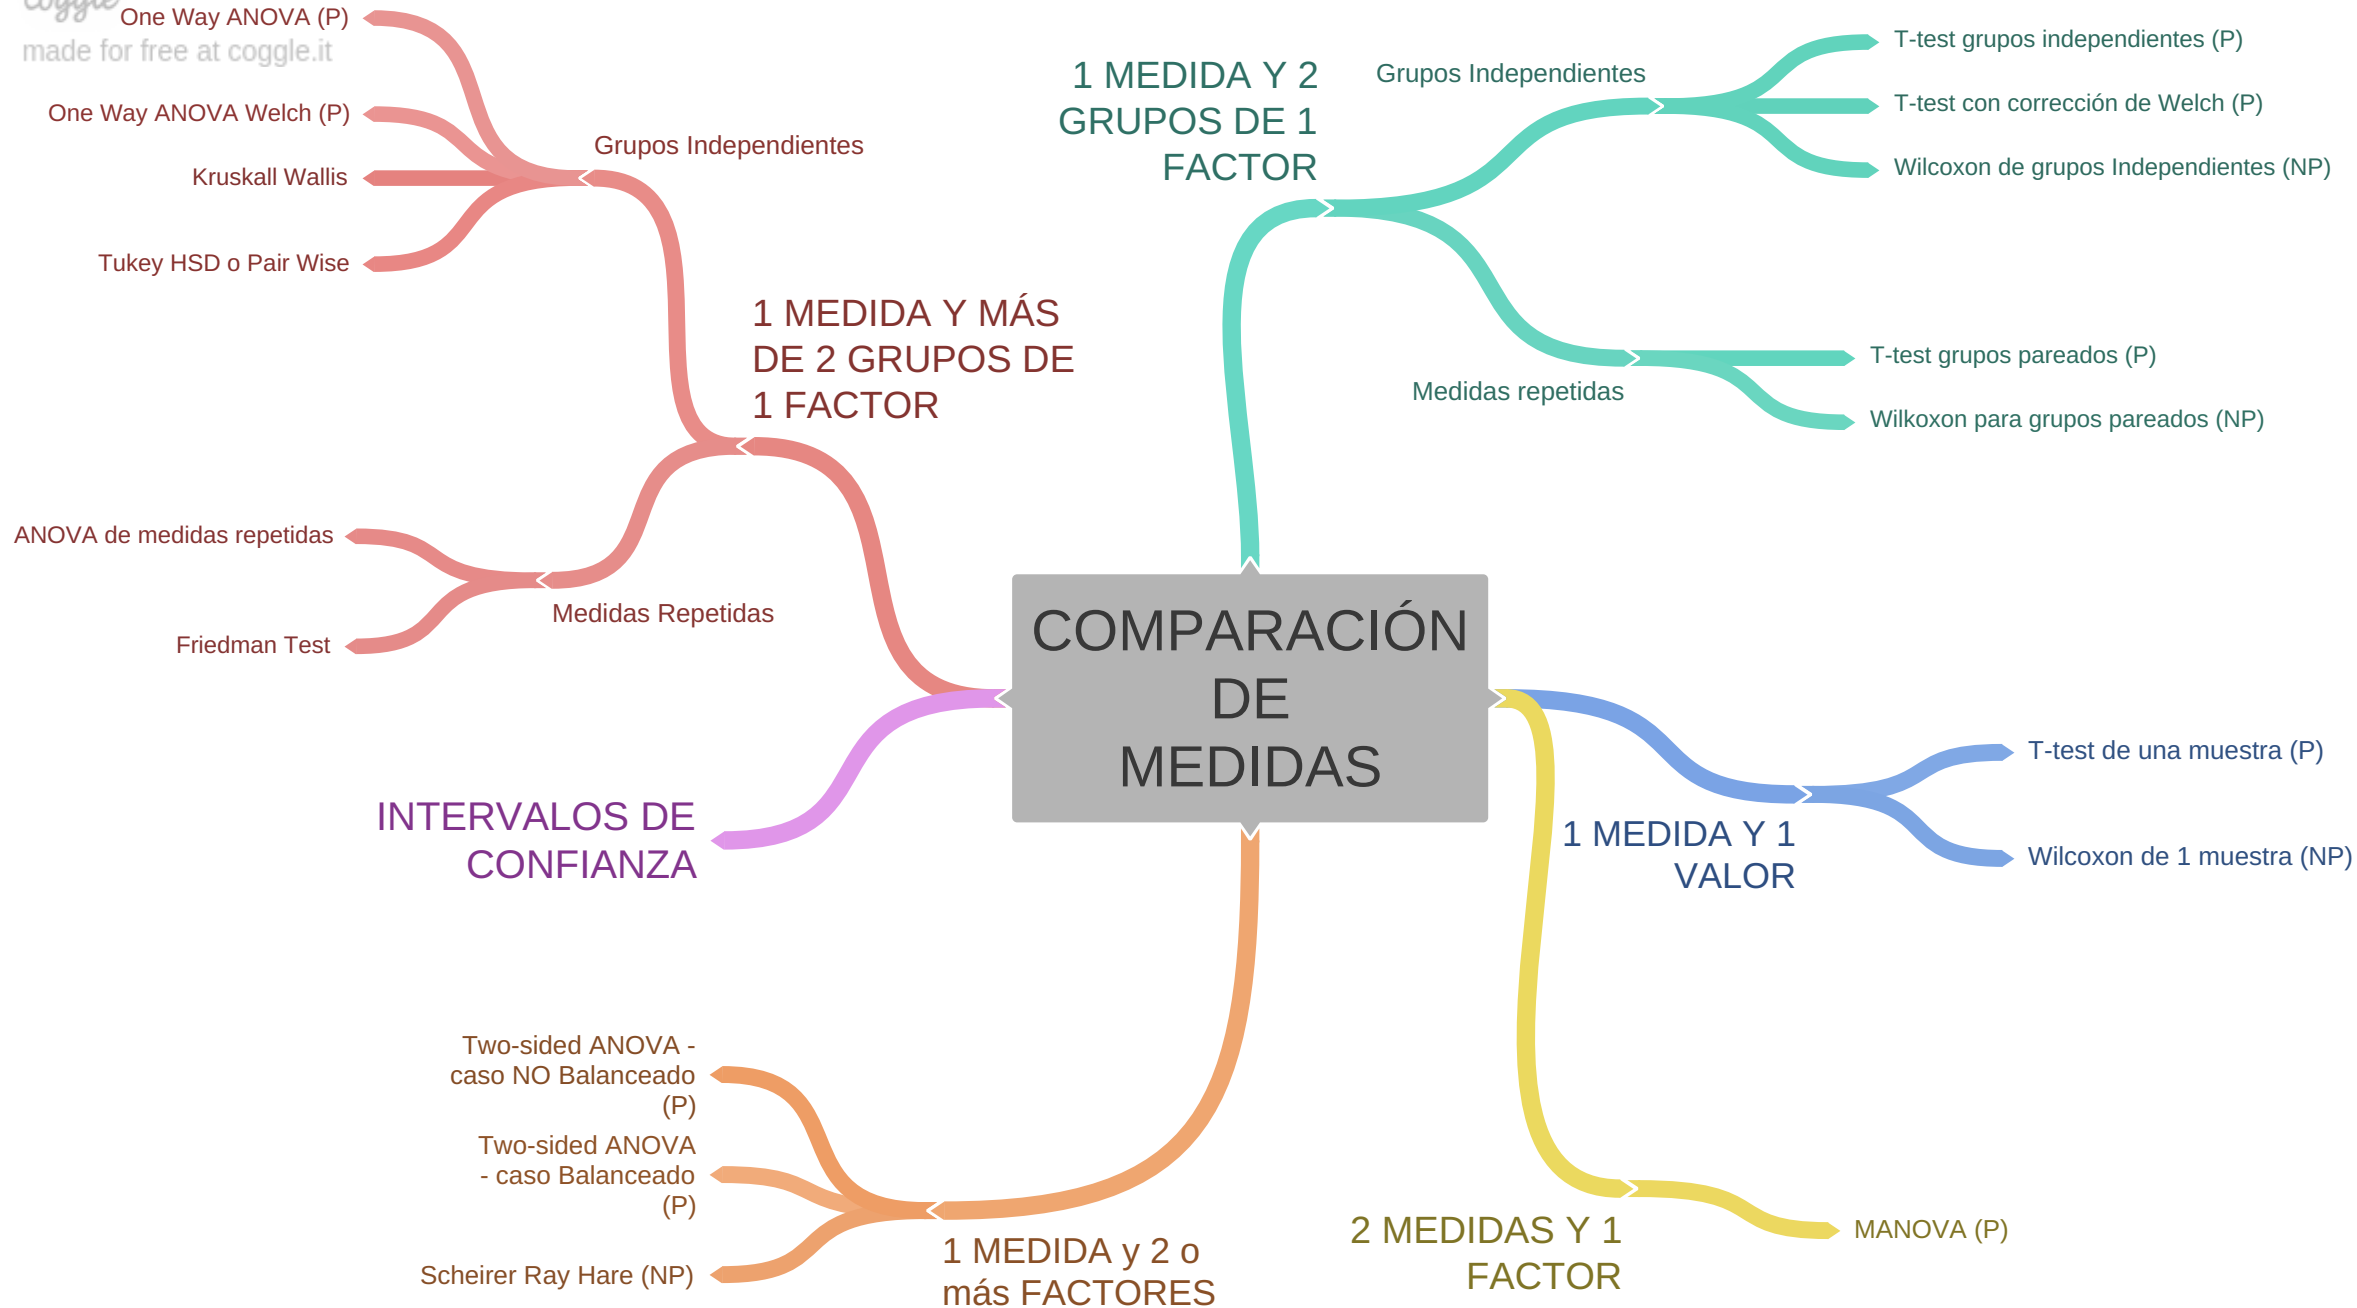 coggle
made for free at coggle.it
One Way ANOVA (P)
One Way ANOVA Welch (P)
Kruskall Wallis
Tukey HSD o Pair Wise
Grupos Independientes
1 MEDIDA Y MÁS
DE 2 GRUPOS DE
1 FACTOR
ANOVA de medidas repetidas
Friedman Test
Medidas Repetidas
1 MEDIDA Y 2
GRUPOS DE 1
FACTOR
Grupos Independientes
T-test grupos independientes (P)
T-test con corrección de Welch (P)
Wilcoxon de grupos Independientes (NP)
Medidas repetidas
T-test grupos pareados (P)
Wilkoxon para grupos pareados (NP)
COMPARACIÓN
DE
MEDIDAS
INTERVALOS DE
CONFIANZA
1 MEDIDA Y 1
VALOR
T-test de una muestra (P)
Wilcoxon de 1 muestra (NP)
Two-sided ANOVA -
caso NO Balanceado
(P)
Two-sided ANOVA
- caso Balanceado
(P)
Scheirer Ray Hare (NP)
1 MEDIDA y 2 o
más FACTORES
2 MEDIDAS Y 1
FACTOR
MANOVA (P)